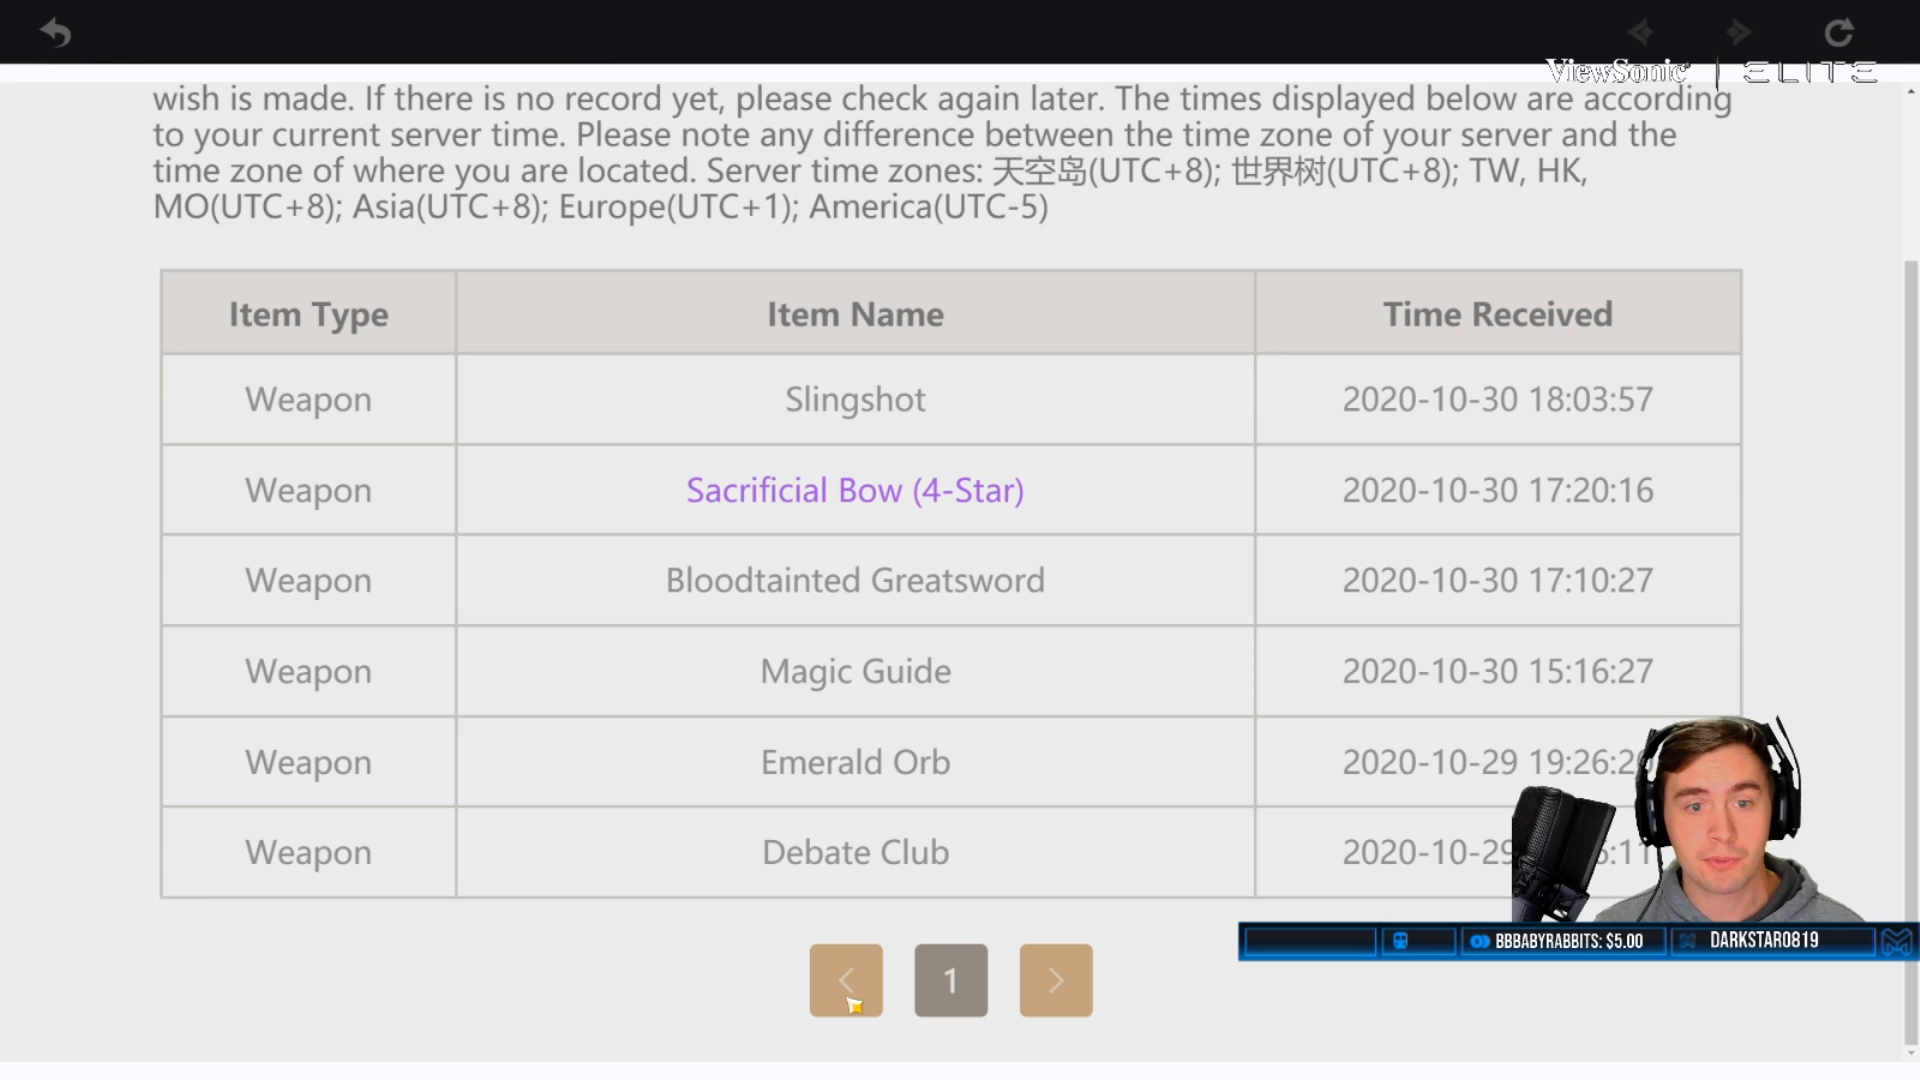 ViewSonic | ELITE
wish is made. If there is no record yet, please check again later. The times displayed below are according
to your current server time. Please note any difference between the time zone of your server and the
time zone of where you are located. Server time zones: 天空岛(UTC+8); 世界树(UTC+8); TW, HK,
MO(UTC+8); Asia(UTC+8); Europe(UTC+1); America(UTC-5)
Item Type Item Name Time Received
Weapon Slingshot 2020-10-30 18:03:57
Weapon Sacrificial Bow (4-Star) 2020-10-30 17:20:16
Weapon Bloodtainted Greatsword 2020-10-30 17:10:27
Weapon Magic Guide 2020-10-30 15:16:27
Weapon Emerald Orb 2020-10-29
Weapon Debate Club 2020-10-29
BBBABYRABBITS: $5.00 DARKSTAR0819
1